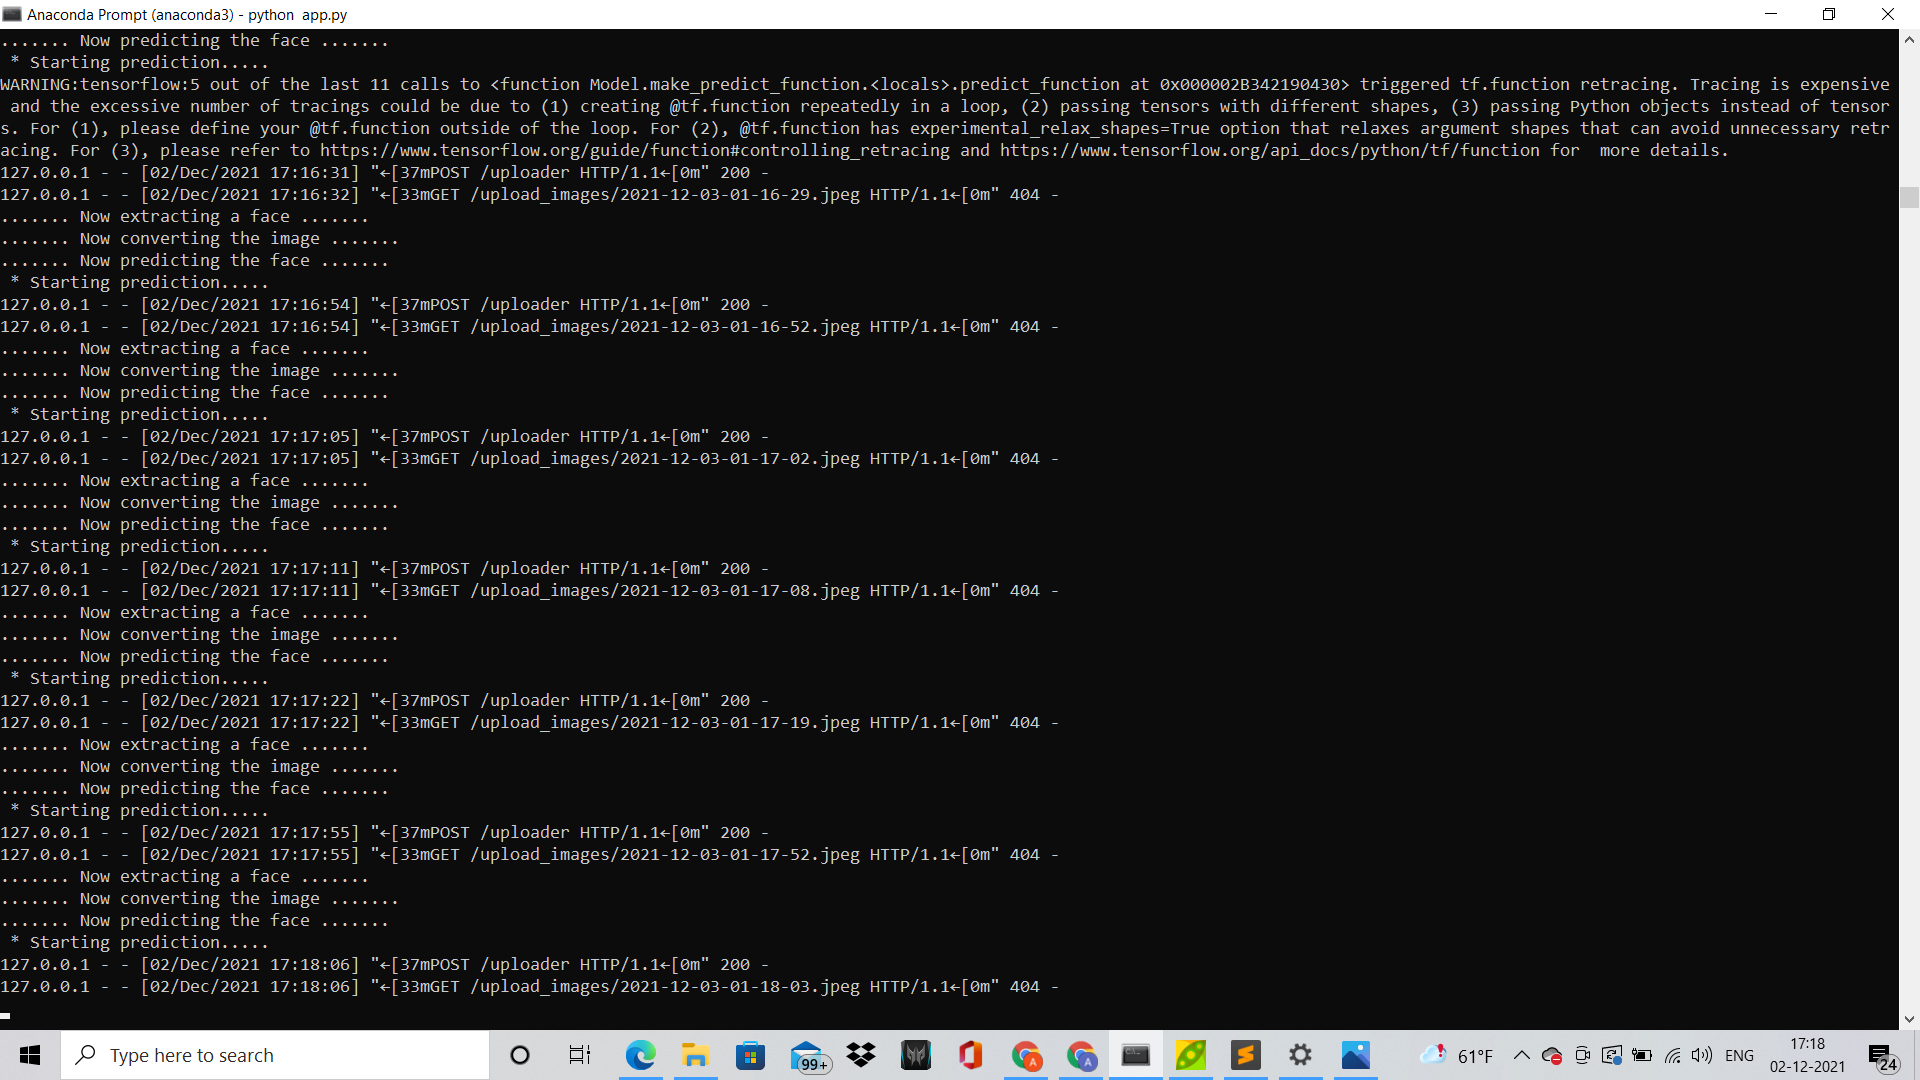 Anaconda Prompt (anaconda3) - python  app.py
....... Now predicting the face .......
 * Starting prediction.....
WARNING:tensorflow:5 out of the last 11 calls to <function Model.make_predict_function.<locals>.predict_function at 0x000002B342190430> triggered tf.function retracing. Tracing is expensive
 and the excessive number of tracings could be due to (1) creating @tf.function repeatedly in a loop, (2) passing tensors with different shapes, (3) passing Python objects instead of tensor
s. For (1), please define your @tf.function outside of the loop. For (2), @tf.function has experimental_relax_shapes=True option that relaxes argument shapes that can avoid unnecessary retr
acing. For (3), please refer to https://www.tensorflow.org/guide/function#controlling_retracing and https://www.tensorflow.org/api_docs/python/tf/function for  more details.
127.0.0.1 - - [02/Dec/2021 17:16:31] "←[37mPOST /uploader HTTP/1.1←[0m" 200 -
127.0.0.1 - - [02/Dec/2021 17:16:32] "←[33mGET /upload_images/2021-12-03-01-16-29.jpeg HTTP/1.1←[0m" 404 -
....... Now extracting a face .......
....... Now converting the image .......
....... Now predicting the face .......
 * Starting prediction.....
127.0.0.1 - - [02/Dec/2021 17:16:54] "←[37mPOST /uploader HTTP/1.1←[0m" 200 -
127.0.0.1 - - [02/Dec/2021 17:16:54] "←[33mGET /upload_images/2021-12-03-01-16-52.jpeg HTTP/1.1←[0m" 404 -
....... Now extracting a face .......
....... Now converting the image .......
....... Now predicting the face .......
 * Starting prediction.....
127.0.0.1 - - [02/Dec/2021 17:17:05] "←[37mPOST /uploader HTTP/1.1←[0m" 200 -
127.0.0.1 - - [02/Dec/2021 17:17:05] "←[33mGET /upload_images/2021-12-03-01-17-02.jpeg HTTP/1.1←[0m" 404 -
....... Now extracting a face .......
....... Now converting the image .......
....... Now predicting the face .......
 * Starting prediction.....
127.0.0.1 - - [02/Dec/2021 17:17:11] "←[37mPOST /uploader HTTP/1.1←[0m" 200 -
127.0.0.1 - - [02/Dec/2021 17:17:11] "←[33mGET /upload_images/2021-12-03-01-17-08.jpeg HTTP/1.1←[0m" 404 -
....... Now extracting a face .......
....... Now converting the image .......
....... Now predicting the face .......
 * Starting prediction.....
127.0.0.1 - - [02/Dec/2021 17:17:22] "←[37mPOST /uploader HTTP/1.1←[0m" 200 -
127.0.0.1 - - [02/Dec/2021 17:17:22] "←[33mGET /upload_images/2021-12-03-01-17-19.jpeg HTTP/1.1←[0m" 404 -
....... Now extracting a face .......
....... Now converting the image .......
....... Now predicting the face .......
 * Starting prediction.....
127.0.0.1 - - [02/Dec/2021 17:17:55] "←[37mPOST /uploader HTTP/1.1←[0m" 200 -
127.0.0.1 - - [02/Dec/2021 17:17:55] "←[33mGET /upload_images/2021-12-03-01-17-52.jpeg HTTP/1.1←[0m" 404 -
....... Now extracting a face .......
....... Now converting the image .......
....... Now predicting the face .......
 * Starting prediction.....
127.0.0.1 - - [02/Dec/2021 17:18:06] "←[37mPOST /uploader HTTP/1.1←[0m" 200 -
127.0.0.1 - - [02/Dec/2021 17:18:06] "←[33mGET /upload_images/2021-12-03-01-18-03.jpeg HTTP/1.1←[0m" 404 -
Type here to search
99+
A
A
61°F
ENG
17:18
02-12-2021
24